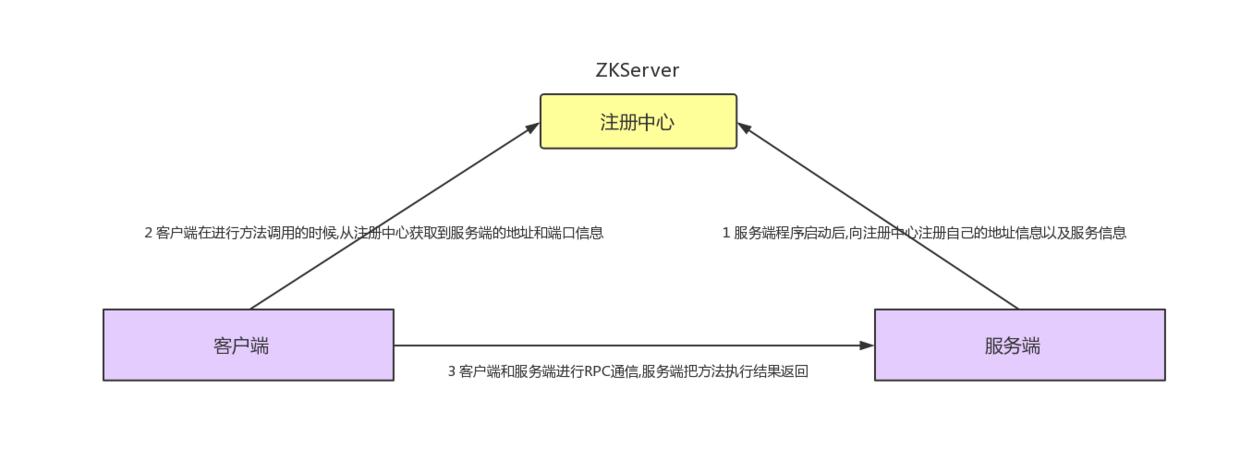 ZKServer
注册中心
2 客户端在进行方法调用的时候,从注册中心获取到服务端的地址和端口信息
1 服务端程序启动后,向注册中心注册自己的地址信息以及服务信息
客户端
服务端
3 客户端和服务端进行RPC通信,服务端把方法执行结果返回